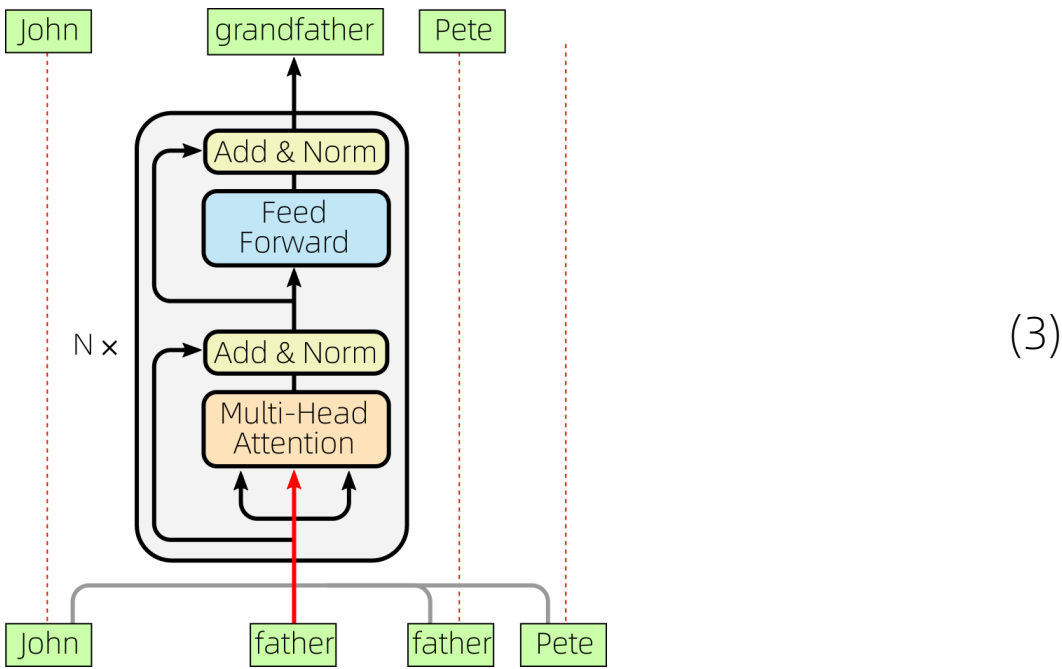 John grandfather Pete
Add & Norm
Feed
Forward
N ×
(3)
Add & Norm
Multi-Head
Attention
John father father Pete